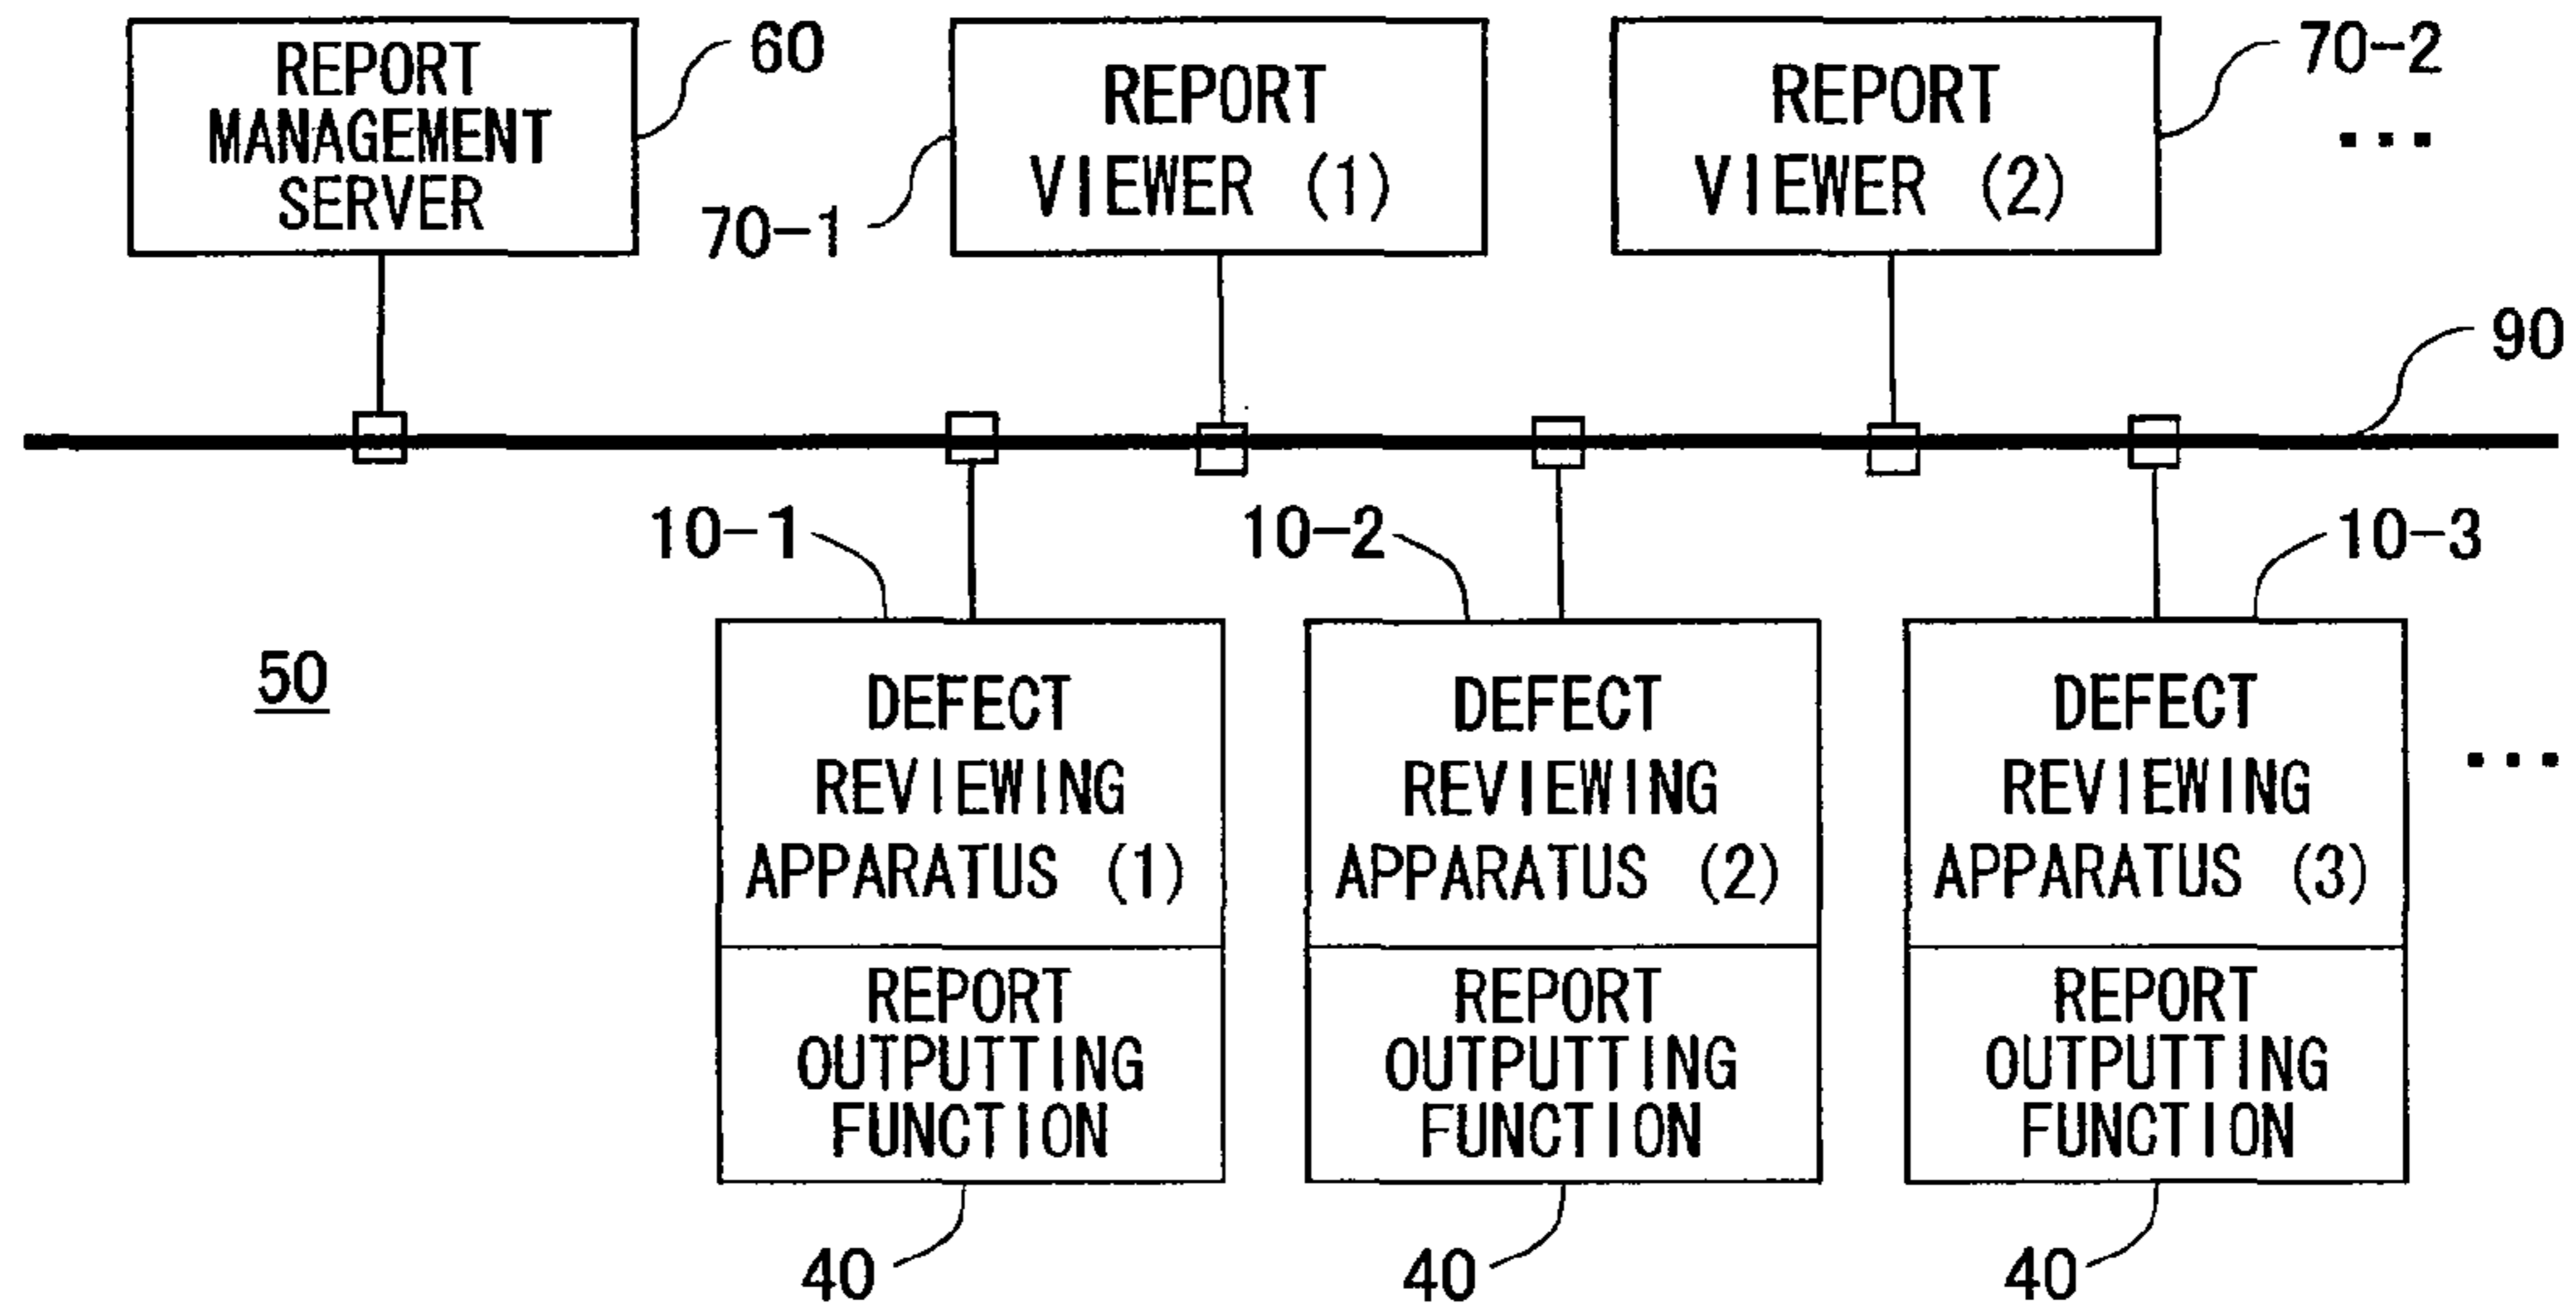 REPORT
MANAGEMENT
SERVER
60
REPORT
VIEWER (1)
70-1
REPORT
VIEWER (2)
70-2
...
90
50
10-1
DEFECT
REVIEWING
APPARATUS (1)
REPORT
OUTPUTTING
FUNCTION
40
10-2
DEFECT
REVIEWING
APPARATUS (2)
REPORT
OUTPUTTING
FUNCTION
40
10-3
DEFECT
REVIEWING
APPARATUS (3)
REPORT
OUTPUTTING
FUNCTION
40
...